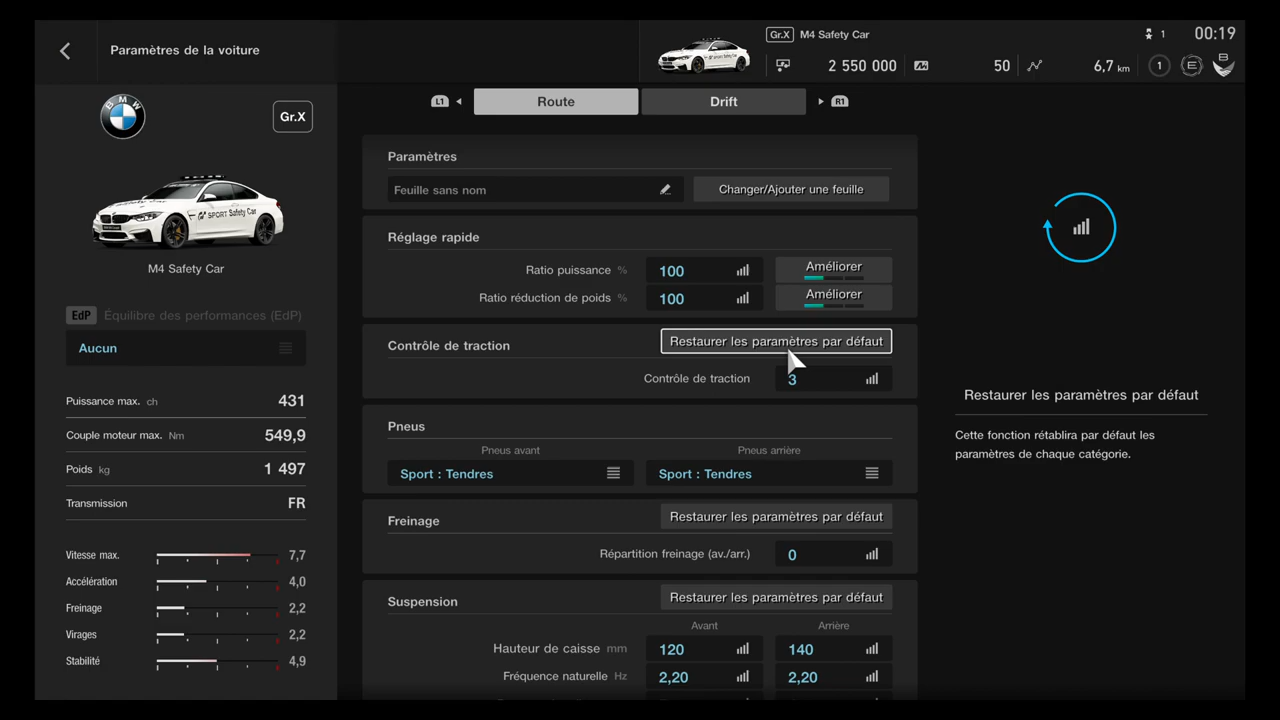 Paramètres de la voiture
Gr.X M4 Safety Car
2 550 000
50
6,7 km
1
00:19
1
E
B
BMW
Gr.X
SPORT Safety Car
M4 Safety Car
EdP Équilibre des performances (EdP)
Aucun
Puissance max. ch 431
Couple moteur max. Nm 549,9
Poids kg 1 497
Transmission FR
Vitesse max. 7,7
Accélération 4,0
Freinage 2,2
Virages 2,2
Stabilité 4,9
L1 Route Drift R1
Paramètres
Feuille sans nom Changer/Ajouter une feuille
Réglage rapide
Ratio puissance % 100 Améliorer
Ratio réduction de poids % 100 Améliorer
Contrôle de traction Restaurer les paramètres par défaut
Contrôle de traction 3
Pneus
Pneus avant Pneus arrière
Sport : Tendres Sport : Tendres
Freinage Restaurer les paramètres par défaut
Répartition freinage (av./arr.) 0
Suspension Restaurer les paramètres par défaut
Avant Arrière
Hauteur de caisse mm 120 140
Fréquence naturelle Hz 2,20 2,20
Restaurer les paramètres par défaut
Cette fonction rétablira par défaut les
paramètres de chaque catégorie.